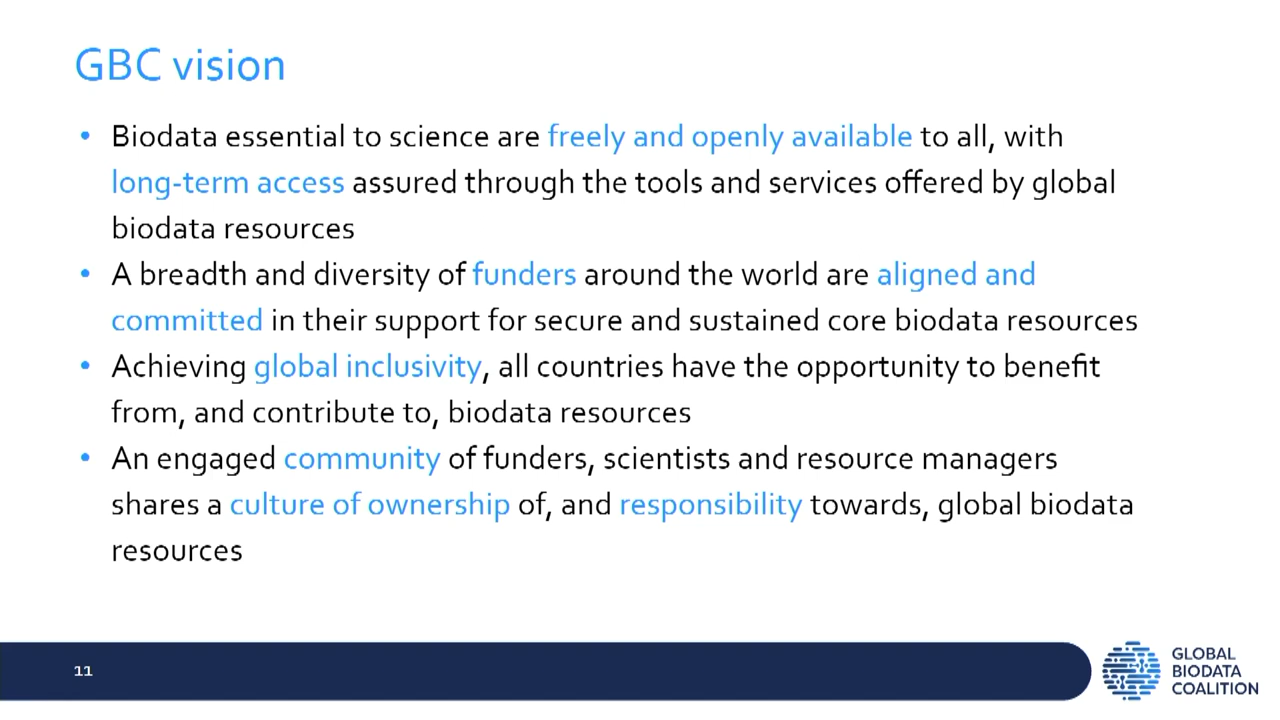 GBC vision
• Biodata essential to science are freely and openly available to all, with
long-term access assured through the tools and services offered by global
biodata resources
• A breadth and diversity of funders around the world are aligned and
committed in their support for secure and sustained core biodata resources
• Achieving global inclusivity, all countries have the opportunity to benefit
from, and contribute to, biodata resources
• An engaged community of funders, scientists and resource managers
shares a culture of ownership of, and responsibility towards, global biodata
resources
11
GLOBAL
BIODATA
COALITION